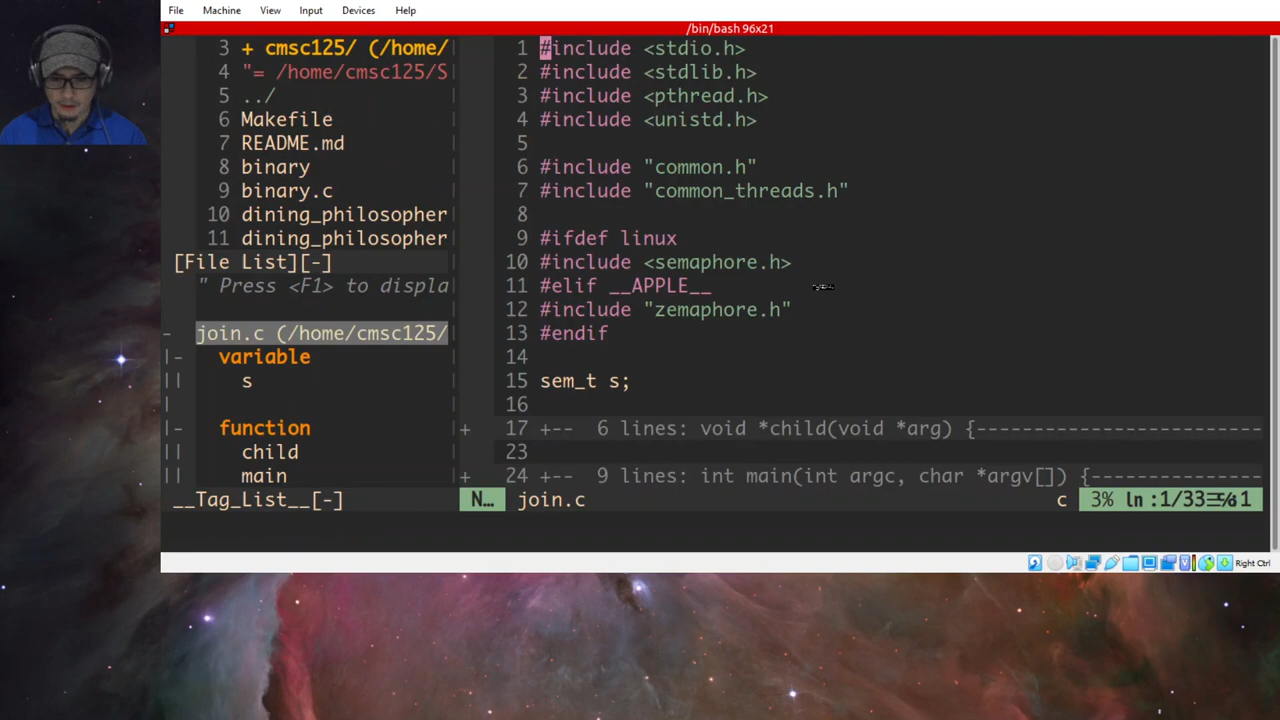 File Machine View Input Devices Help
/bin/bash 96x21
3 + cmsc125/ (/home/
4 "= /home/cmsc125/S
5 ../
6 Makefile
7 README.md
8 binary
9 binary.c
10 dining_philosopher
11 dining_philosopher
[File List][-]
" Press <F1> to displa
- join.c (/home/cmsc125/
|- variable
|| s
|
|- function
|| child
|| main
__Tag_List__[-]
1 #include <stdio.h>
2 #include <stdlib.h>
3 #include <pthread.h>
4 #include <unistd.h>
5
6 #include "common.h"
7 #include "common_threads.h"
8
9 #ifdef linux
10 #include <semaphore.h>
11 #elif __APPLE__
12 #include "zemaphore.h"
13 #endif
14
15 sem_t s;
16
+ 17 +-- 6 lines: void *child(void *arg) {-------------------------
23
+ 24 +-- 9 lines: int main(int argc, char *argv[]) {---------------
N... join.c c 3% ln :1/33☰℅1
Right Ctrl